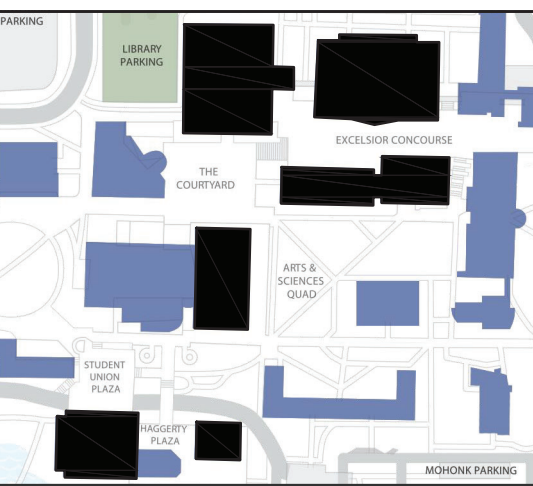 PARKING
LIBRARY
PARKING
EXCELSIOR CONCOURSE
THE
COURTYARD
ARTS &
SCIENCES
QUAD
STUDENT
UNION
PLAZA
HAGGERTY
PLAZA
MOHONK PARKING